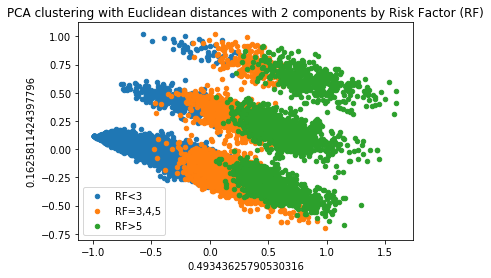 PCA clustering with Euclidean distances with 2 components by Risk Factor (RF)
1.00
0.75
0.50
0.25
0.00
-0.25
-0.50
-0.75
0.16258114244397796
RF<3
RF=3,4,5
RF>5
-1.0 -0.5 0.0 0.5 1.0 1.5
0.49343625790530316